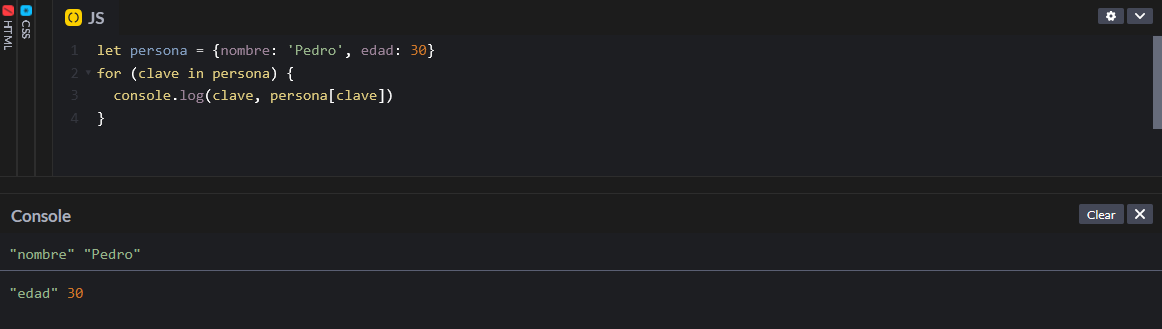 HTML
CSS
JS
1 let persona = {nombre: 'Pedro', edad: 30}
2 for (clave in persona) {
3 console.log(clave, persona[clave])
4 }
Console
Clear
"nombre" "Pedro"
"edad" 30